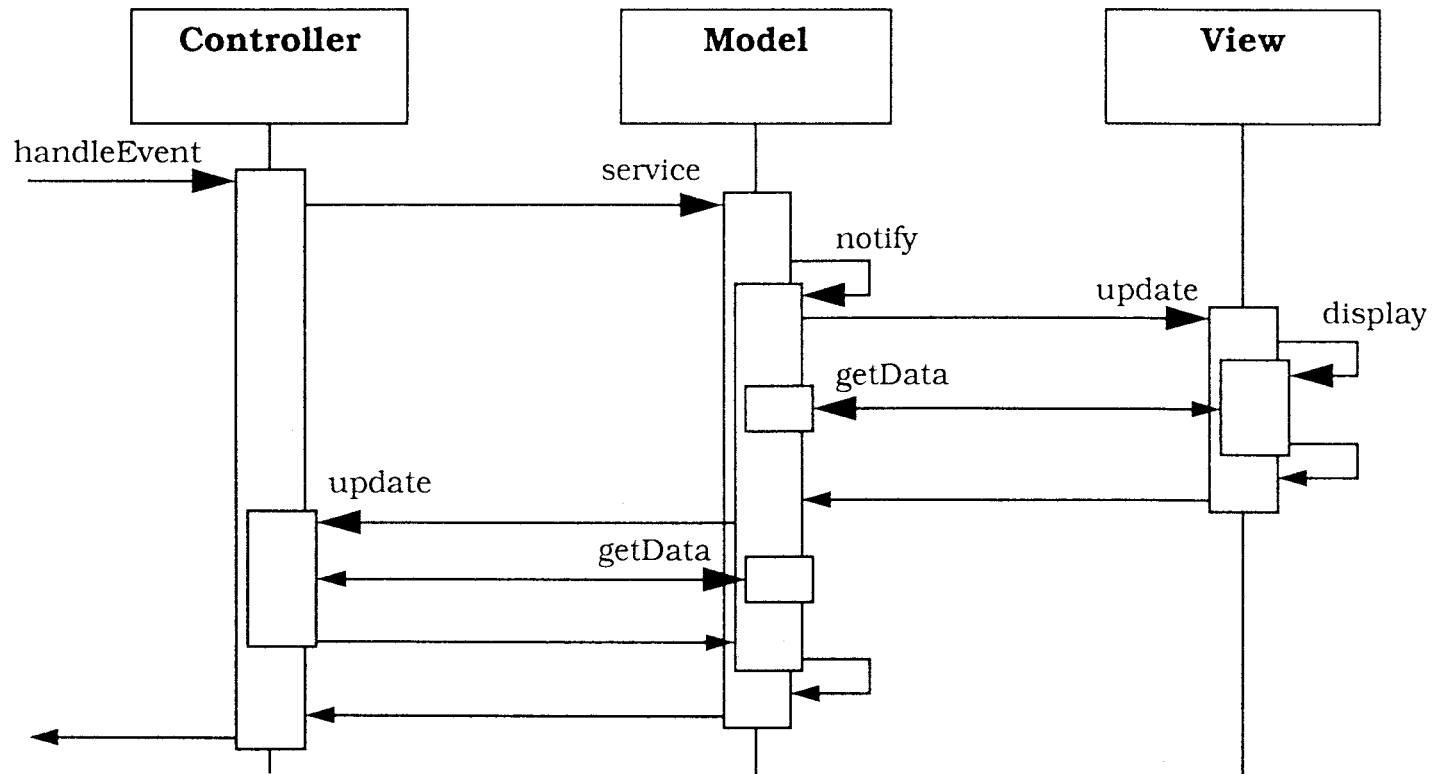 Controller
Model
View
handleEvent
service
notify
update
display
getData
update
getData